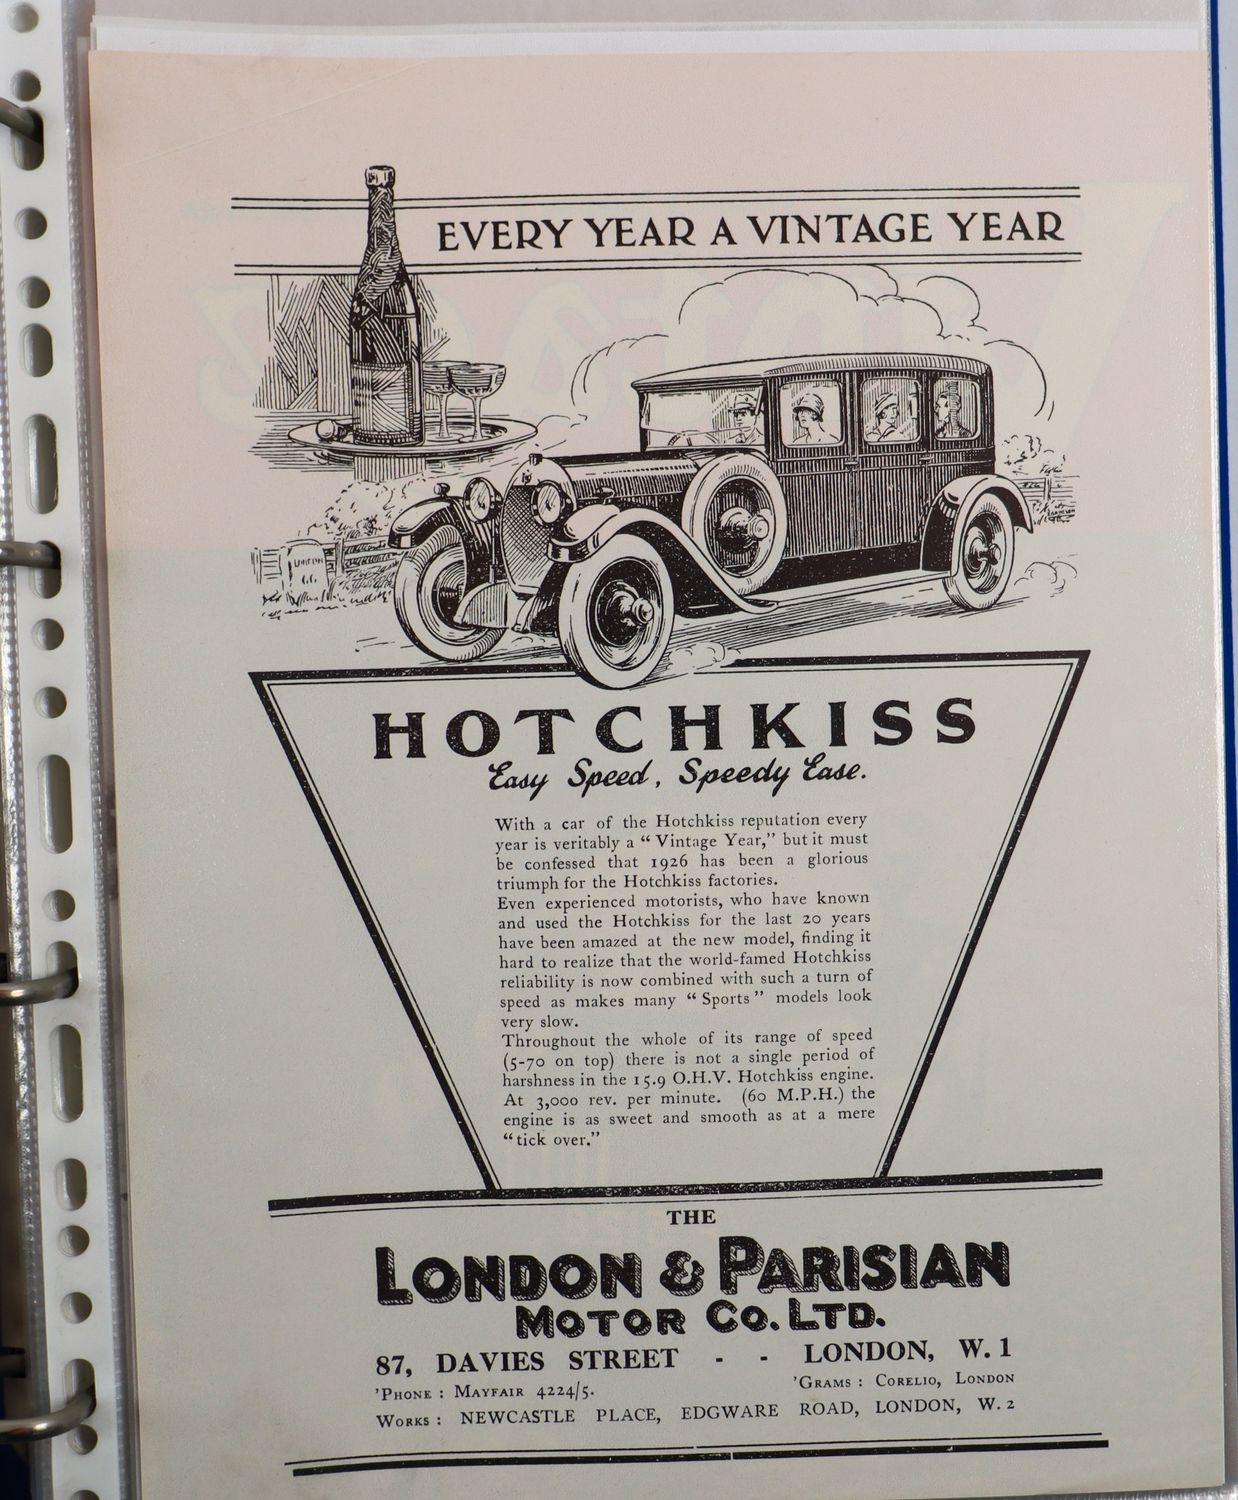 EVERY YEAR A VINTAGE YEAR
HOTCHKISS
Easy Speed, Speedy Ease.
With a car of the Hotchkiss reputation every
year is veritably a “Vintage Year,” but it must
be confessed that 1926 has been a glorious
triumph for the Hotchkiss factories.
Even experienced motorists, who have known
and used the Hotchkiss for the last 20 years
have been amazed at the new model, finding it
hard to realize that the world-famed Hotchkiss
reliability is now combined with such a turn of
speed as makes many “Sports” models look
very slow.
Throughout the whole of its range of speed
(5-70 on top) there is not a single period of
harshness in the 15.9 O.H.V. Hotchkiss engine.
At 3,000 rev. per minute. (60 M.P.H.) the
engine is as sweet and smooth as at a mere
“tick over.”
THE
LONDON & PARISIAN
MOTOR CO. LTD.
87, DAVIES STREET - - LONDON, W. 1
'PHONE : MAYFAIR 4224/5. 'GRAMS : CORELIO, LONDON
WORKS : NEWCASTLE PLACE, EDGWARE ROAD, LONDON, W. 2